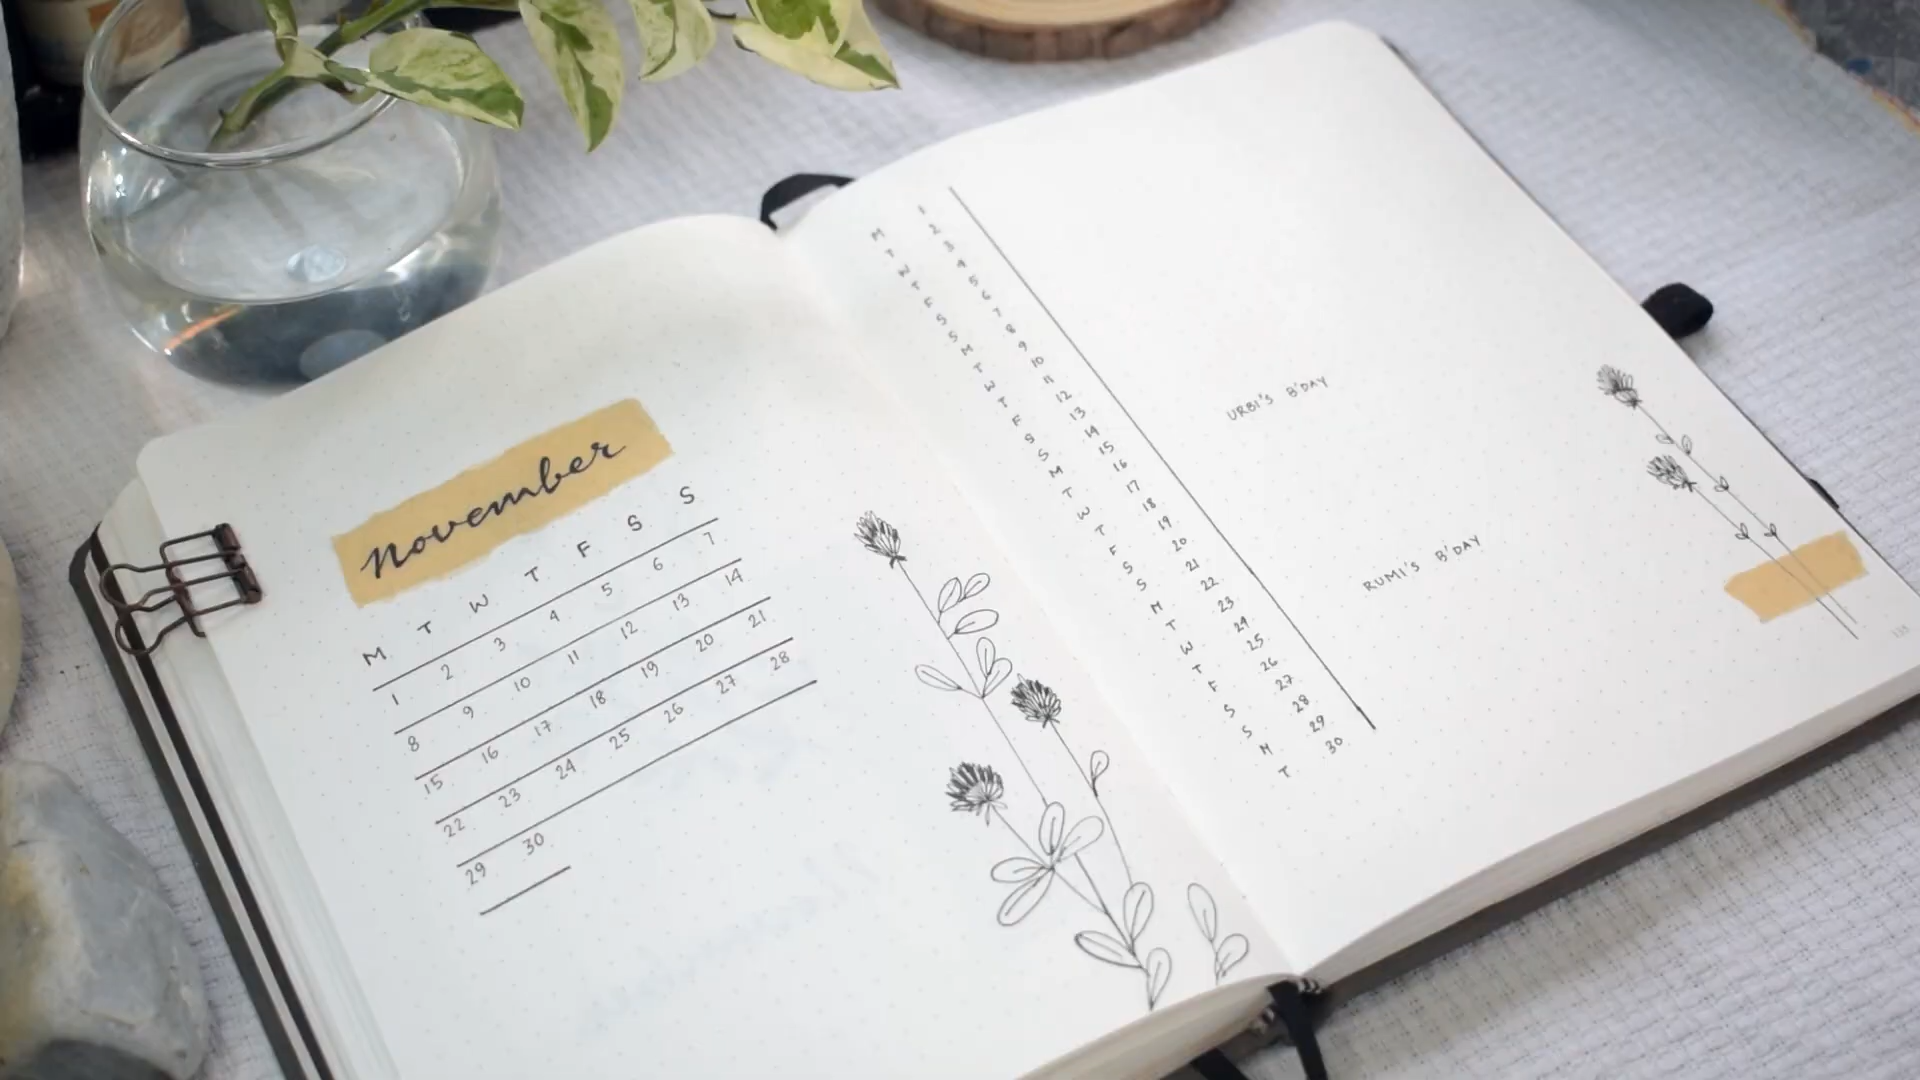 November
M T W T F S S
1 2 3 4 5 6 7
8 9 10 11 12 13 14
15 16 17 18 19 20 21
22 23 24 25 26 27 28
29 30
M 1
T 2
W 3
T 4
F 5
S 6
S 7
M 8
T 9
W 10
T 11
F 12
S 13
S 14
M 15
T 16
W 17
T 18
F 19
S 20
S 21
M 22
T 23
W 24
T 25
F 26
S 27
S 28
M 29
T 30
URBI'S B'DAY
RUMI'S B'DAY